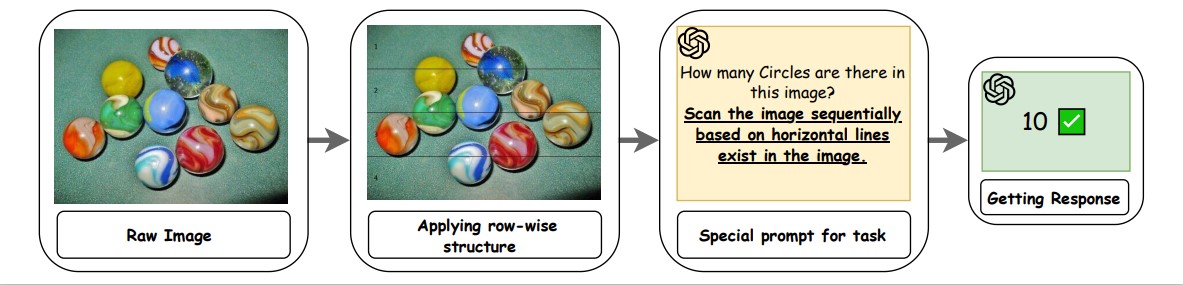 Raw Image
1
2
4
Applying row-wise
structure
How many Circles are there in
this image?
Scan the image sequentially
based on horizontal lines
exist in the image.
Special prompt for task
10
Getting Response